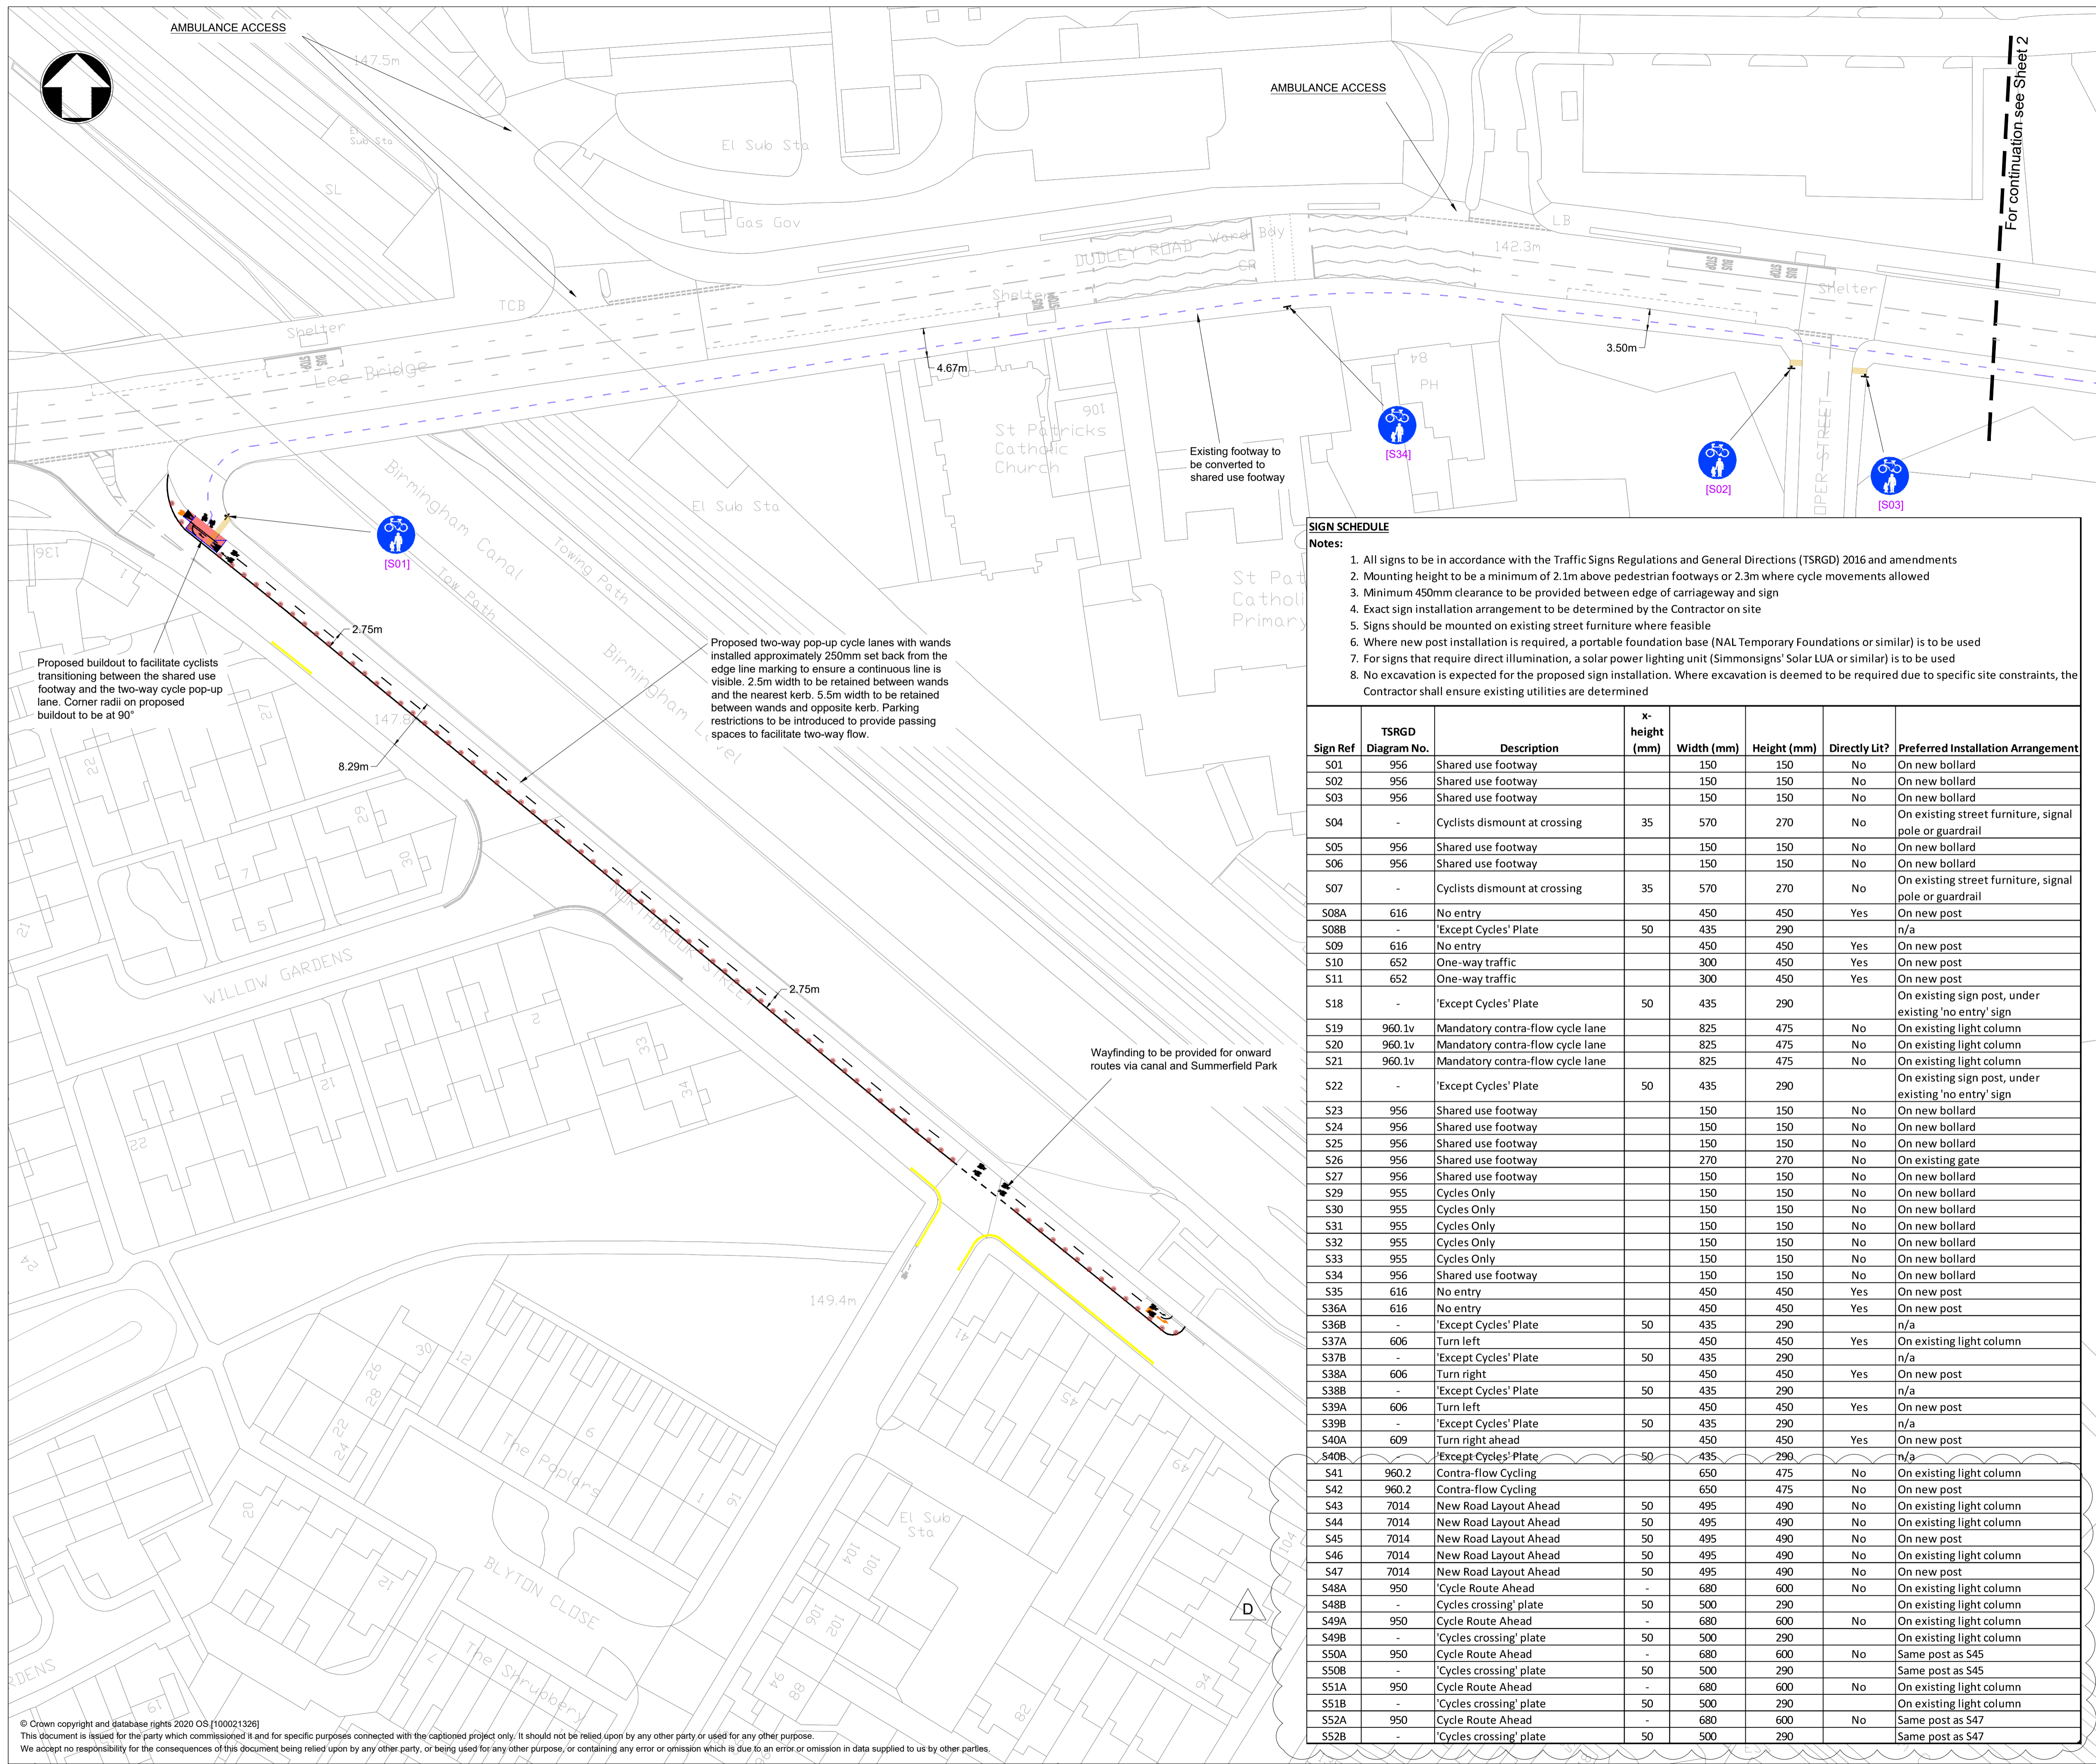 AMBULANCE ACCESS
147.5m
El
Sub Sta
SL
El Sub Sta
Gas Gov
AMBULANCE ACCESS
For continuation see Sheet 2
LB
142.3m
DUDLEY ROAD
Ward Bdy
CR
TCB
Shelter
Shelter
Shelter
BUS
STOP
BUS
STOP
BUS
STOP
Lee Bridge
4.67m
3.50m
84
PH
106
St Patricks
Catholic
Church
Existing footway to
be converted to
shared use footway
[S34]
[S02]
[S03]
OPER STREET
[S01]
136
1
Birmingham Canal
Tow Path
Towing Path
El Sub Sta
Birmingham Level
St Pat
Catholi
Primary
2.75m
Proposed buildout to facilitate cyclists
transitioning between the shared use
footway and the two-way cycle pop-up
lane. Corner radii on proposed
buildout to be at 90°
Proposed two-way pop-up cycle lanes with wands
installed approximately 250mm set back from the
edge line marking to ensure a continuous line is
visible. 2.5m width to be retained between wands
and the nearest kerb. 5.5m width to be retained
between wands and opposite kerb. Parking
restrictions to be introduced to provide passing
spaces to facilitate two-way flow.
147.8
8.29m
27
22
29
30
7
5
21
WILLOW GARDENS
NORTHBROOK STREET
2.75m
2
33
34
12
22
24
Wayfinding to be provided for onward
routes via canal and Summerfield Park
149.4m
41
45
49
30
12
26
28
22
24
6
The Poplars
1
16
20
12
BLYTON CLOSE
El Sub
Sta
104
100
106
102
104
D
The Shrubbery
7
94
88
82
94
RDENS
19
SIGN SCHEDULE
Notes:
1. All signs to be in accordance with the Traffic Signs Regulations and General Directions (TSRGD) 2016 and amendments
2. Mounting height to be a minimum of 2.1m above pedestrian footways or 2.3m where cycle movements allowed
3. Minimum 450mm clearance to be provided between edge of carriageway and sign
4. Exact sign installation arrangement to be determined by the Contractor on site
5. Signs should be mounted on existing street furniture where feasible
6. Where new post installation is required, a portable foundation base (NAL Temporary Foundations or similar) is to be used
7. For signs that require direct illumination, a solar power lighting unit (Simmonsigns' Solar LUA or similar) is to be used
8. No excavation is expected for the proposed sign installation. Where excavation is deemed to be required due to specific site constraints, the
Contractor shall ensure existing utilities are determined
Sign Ref TSRGD Diagram No. Description x-height (mm) Width (mm) Height (mm) Directly Lit? Preferred Installation Arrangement
S01 956 Shared use footway 150 150 No On new bollard
S02 956 Shared use footway 150 150 No On new bollard
S03 956 Shared use footway 150 150 No On new bollard
S04 - Cyclists dismount at crossing 35 570 270 No On existing street furniture, signal pole or guardrail
S05 956 Shared use footway 150 150 No On new bollard
S06 956 Shared use footway 150 150 No On new bollard
S07 - Cyclists dismount at crossing 35 570 270 No On existing street furniture, signal pole or guardrail
S08A 616 No entry 450 450 Yes On new post
S08B - 'Except Cycles' Plate 50 435 290 n/a
S09 616 No entry 450 450 Yes On new post
S10 652 One-way traffic 300 450 Yes On new post
S11 652 One-way traffic 300 450 Yes On new post
S18 - 'Except Cycles' Plate 50 435 290 On existing sign post, under existing 'no entry' sign
S19 960.1v Mandatory contra-flow cycle lane 825 475 No On existing light column
S20 960.1v Mandatory contra-flow cycle lane 825 475 No On existing light column
S21 960.1v Mandatory contra-flow cycle lane 825 475 No On existing light column
S22 - 'Except Cycles' Plate 50 435 290 On existing sign post, under existing 'no entry' sign
S23 956 Shared use footway 150 150 No On new bollard
S24 956 Shared use footway 150 150 No On new bollard
S25 956 Shared use footway 150 150 No On new bollard
S26 956 Shared use footway 270 270 No On existing gate
S27 956 Shared use footway 150 150 No On new bollard
S29 955 Cycles Only 150 150 No On new bollard
S30 955 Cycles Only 150 150 No On new bollard
S31 955 Cycles Only 150 150 No On new bollard
S32 955 Cycles Only 150 150 No On new bollard
S33 955 Cycles Only 150 150 No On new bollard
S34 956 Shared use footway 150 150 No On new bollard
S35 616 No entry 450 450 Yes On new post
S36A 616 No entry 450 450 Yes On new post
S36B - 'Except Cycles' Plate 50 435 290 n/a
S37A 606 Turn left 450 450 Yes On existing light column
S37B - 'Except Cycles' Plate 50 435 290 n/a
S38A 606 Turn right 450 450 Yes On new post
S38B - 'Except Cycles' Plate 50 435 290 n/a
S39A 606 Turn left 450 450 Yes On new post
S39B - 'Except Cycles' Plate 50 435 290 n/a
S40A 609 Turn right ahead 450 450 Yes On new post
S40B - 'Except Cycles' Plate 50 435 290 n/a
S41 960.2 Contra-flow Cycling 650 475 No On existing light column
S42 960.2 Contra-flow Cycling 650 475 No On new post
S43 7014 New Road Layout Ahead 50 495 490 No On existing light column
S44 7014 New Road Layout Ahead 50 495 490 No On existing light column
S45 7014 New Road Layout Ahead 50 495 490 No On new post
S46 7014 New Road Layout Ahead 50 495 490 No On existing light column
S47 7014 New Road Layout Ahead 50 495 490 No On new post
S48A 950 'Cycle Route Ahead - 680 600 No On existing light column
S48B - Cycles crossing' plate 50 500 290 On existing light column
S49A 950 Cycle Route Ahead - 680 600 No On existing light column
S49B - 'Cycles crossing' plate 50 500 290 On existing light column
S50A 950 Cycle Route Ahead - 680 600 No Same post as S45
S50B - 'Cycles crossing' plate 50 500 290 Same post as S45
S51A 950 Cycle Route Ahead - 680 600 No On existing light column
S51B - 'Cycles crossing' plate 50 500 290 On existing light column
S52A 950 Cycle Route Ahead - 680 600 No Same post as S47
S52B - 'Cycles crossing' plate 50 500 290 Same post as S47
© Crown copyright and database rights 2020 OS [100021326]
This document is issued for the party which commissioned it and for specific purposes connected with the captioned project only. It should not be relied upon by any other party or used for any other purpose.
We accept no responsibility for the consequences of this document being relied upon by any other party, or being used for any other purpose, or containing any error or omission which is due to an error or omission in data supplied to us by other parties.